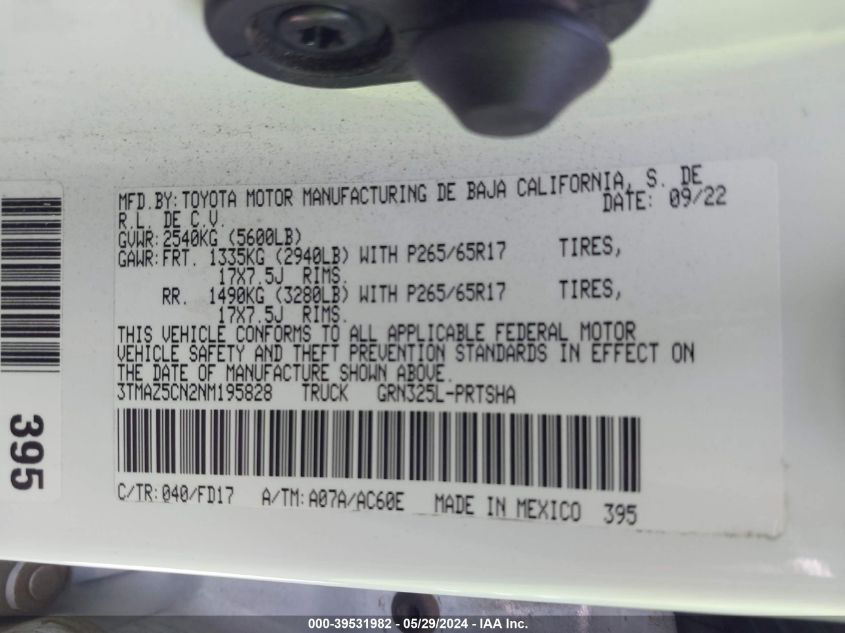 MFD.BY:TOYOTA MOTOR MANUFACTURING DE BAJA CALIFORNIA, S. DE
R.L. DE C.V. DATE: 09/22
GVWR:2540KG (5600LB)
GAWR:FRT. 1335KG (2940LB) WITH P265/65R17 TIRES,
17X7.5J RIMS.
RR. 1490KG (3280LB) WITH P265/65R17 TIRES,
17X7.5J RIMS.
THIS VEHICLE CONFORMS TO ALL APPLICABLE FEDERAL MOTOR
VEHICLE SAFETY AND THEFT PREVENTION STANDARDS IN EFFECT ON
THE DATE OF MANUFACTURE SHOWN ABOVE.
3TMAZ5CN2NM195828 TRUCK GRN325L-PRTSHA
C/TR:040/FD17 A/TM:A07A/AC60E MADE IN MEXICO 395
395
000-39531982 - 05/29/2024 - IAA Inc.